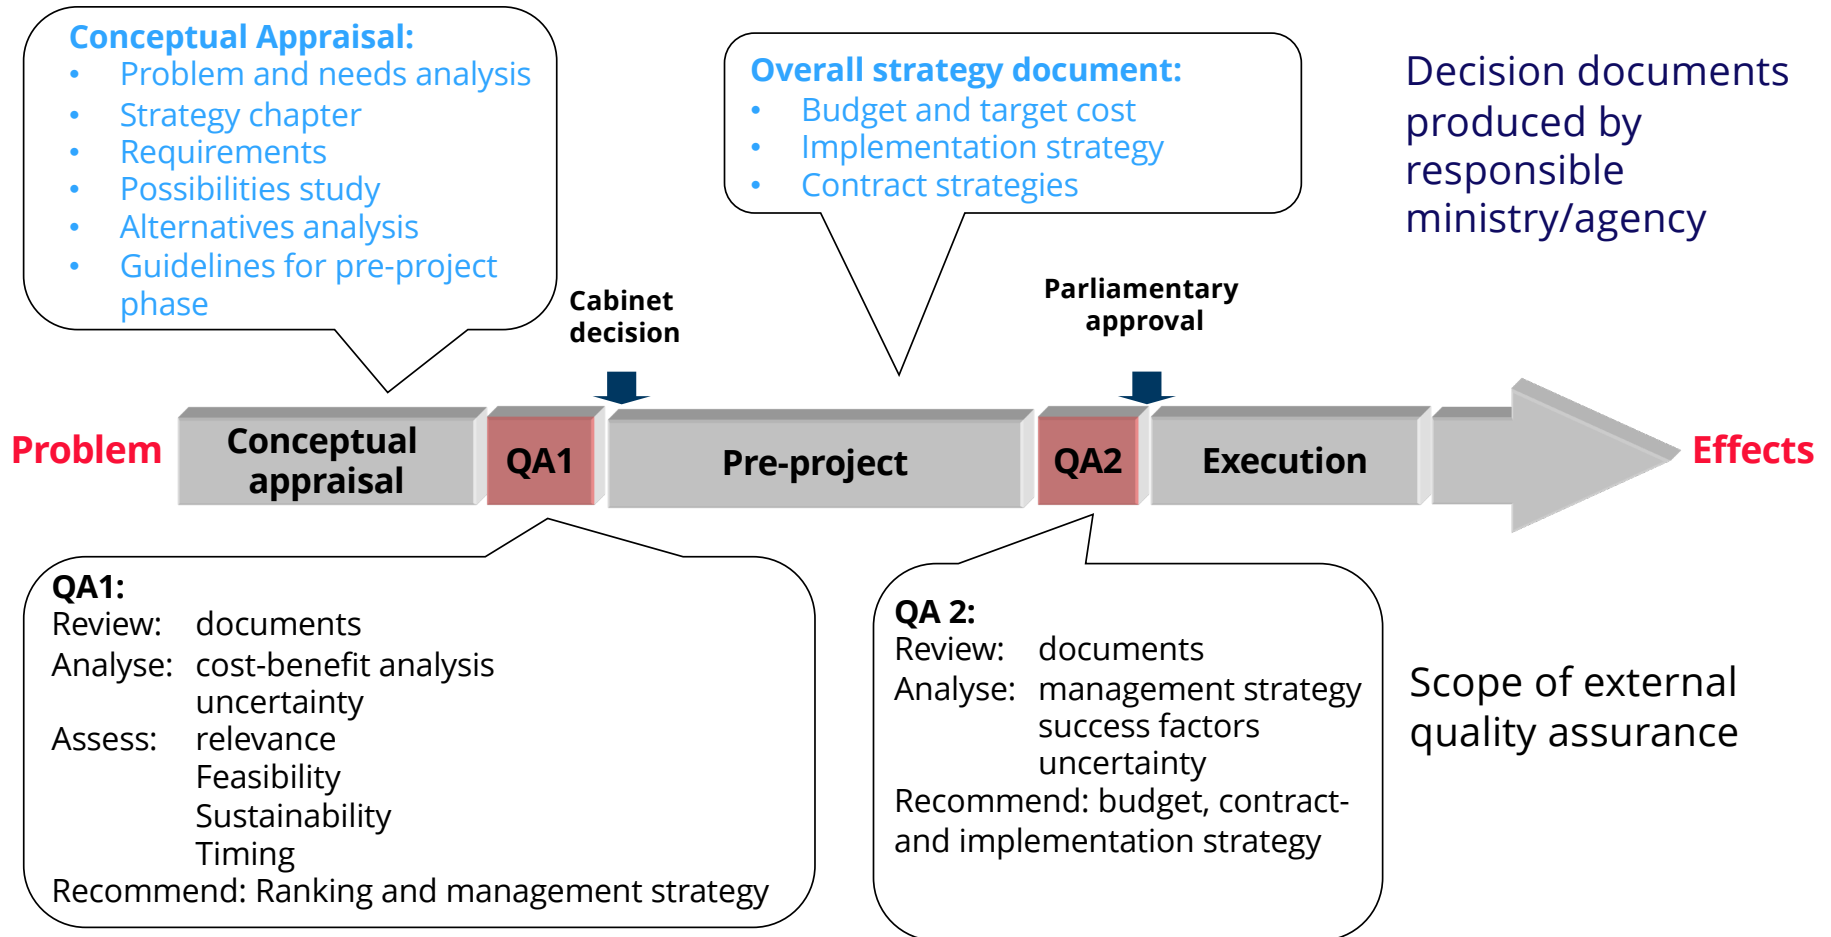 Conceptual Appraisal:
• Problem and needs analysis
• Strategy chapter
• Requirements
• Possibilities study
• Alternatives analysis
• Guidelines for pre-project
phase
Overall strategy document:
• Budget and target cost
• Implementation strategy
• Contract strategies
Decision documents
produced by
responsible
ministry/agency
Cabinet
decision
Parliamentary
approval
Problem
Conceptual
appraisal
QA1
Pre-project
QA2
Execution
Effects
QA1:
Review: documents
Analyse: cost-benefit analysis
uncertainty
Assess: relevance
Feasibility
Sustainability
Timing
Recommend: Ranking and management strategy
QA 2:
Review: documents
Analyse: management strategy
success factors
uncertainty
Recommend: budget, contract-
and implementation strategy
Scope of external
quality assurance